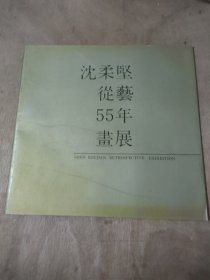 沈柔堅
從藝
55年
畫展
SHEN ROUJIAN RETROSPECTIVE EXHIBITION